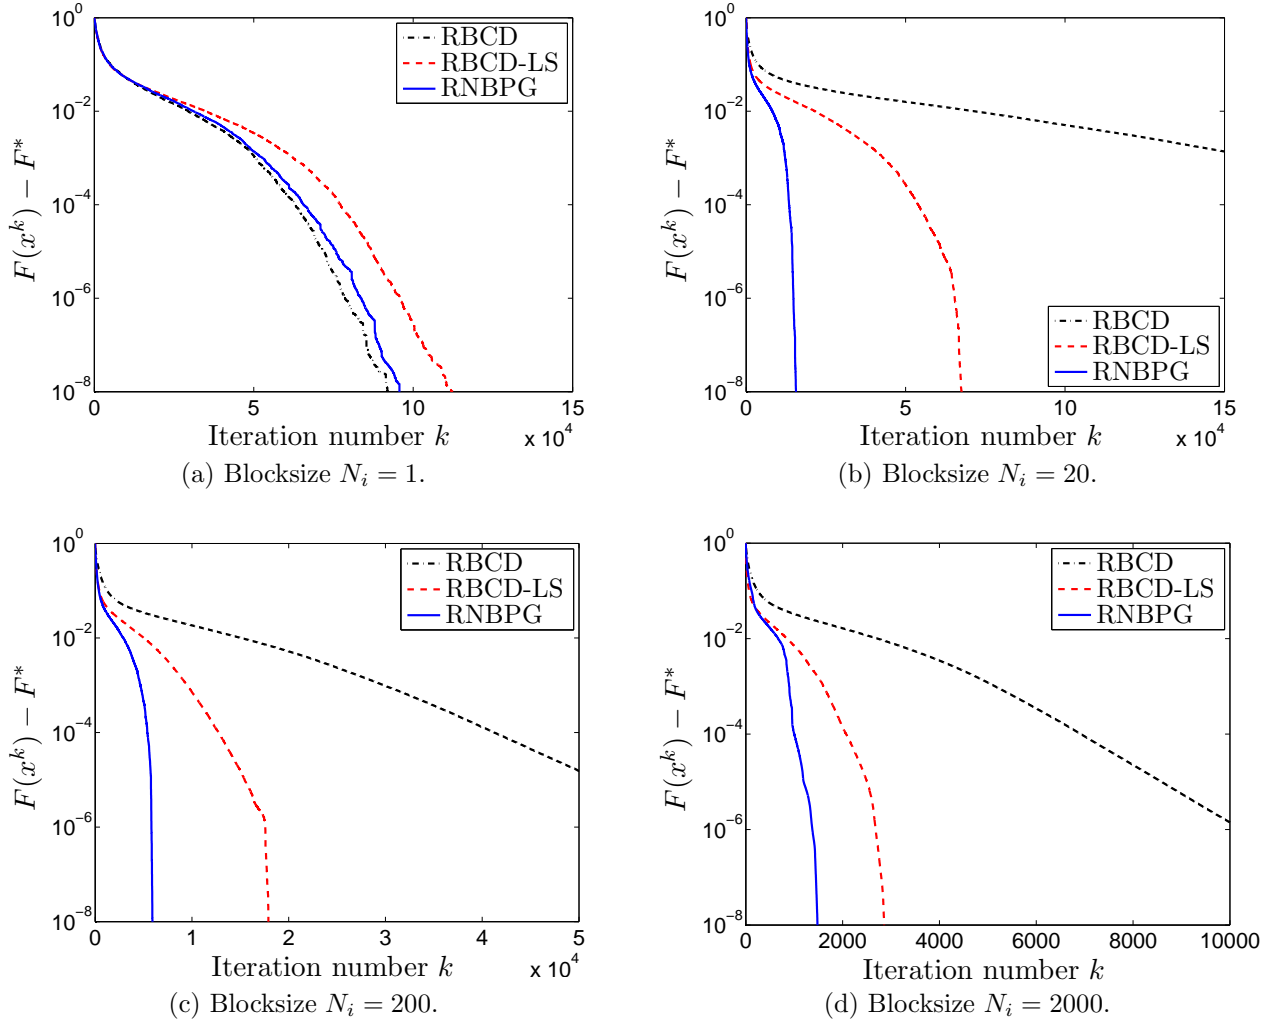 10^0
10^{-2}
10^{-4}
10^{-6}
10^{-8}
F(x^k) − F^*
RBCD
RBCD-LS
RNBPG
0 5 10 15
x 10^4
Iteration number k
(a) Blocksize N_i = 1.
10^0
10^{-2}
10^{-4}
10^{-6}
10^{-8}
F(x^k) − F^*
RBCD
RBCD-LS
RNBPG
0 5 10 15
x 10^4
Iteration number k
(b) Blocksize N_i = 20.
10^0
10^{-2}
10^{-4}
10^{-6}
10^{-8}
F(x^k) − F^*
RBCD
RBCD-LS
RNBPG
0 1 2 3 4 5
x 10^4
Iteration number k
(c) Blocksize N_i = 200.
10^0
10^{-2}
10^{-4}
10^{-6}
10^{-8}
F(x^k) − F^*
RBCD
RBCD-LS
RNBPG
0 2000 4000 6000 8000 10000
Iteration number k
(d) Blocksize N_i = 2000.